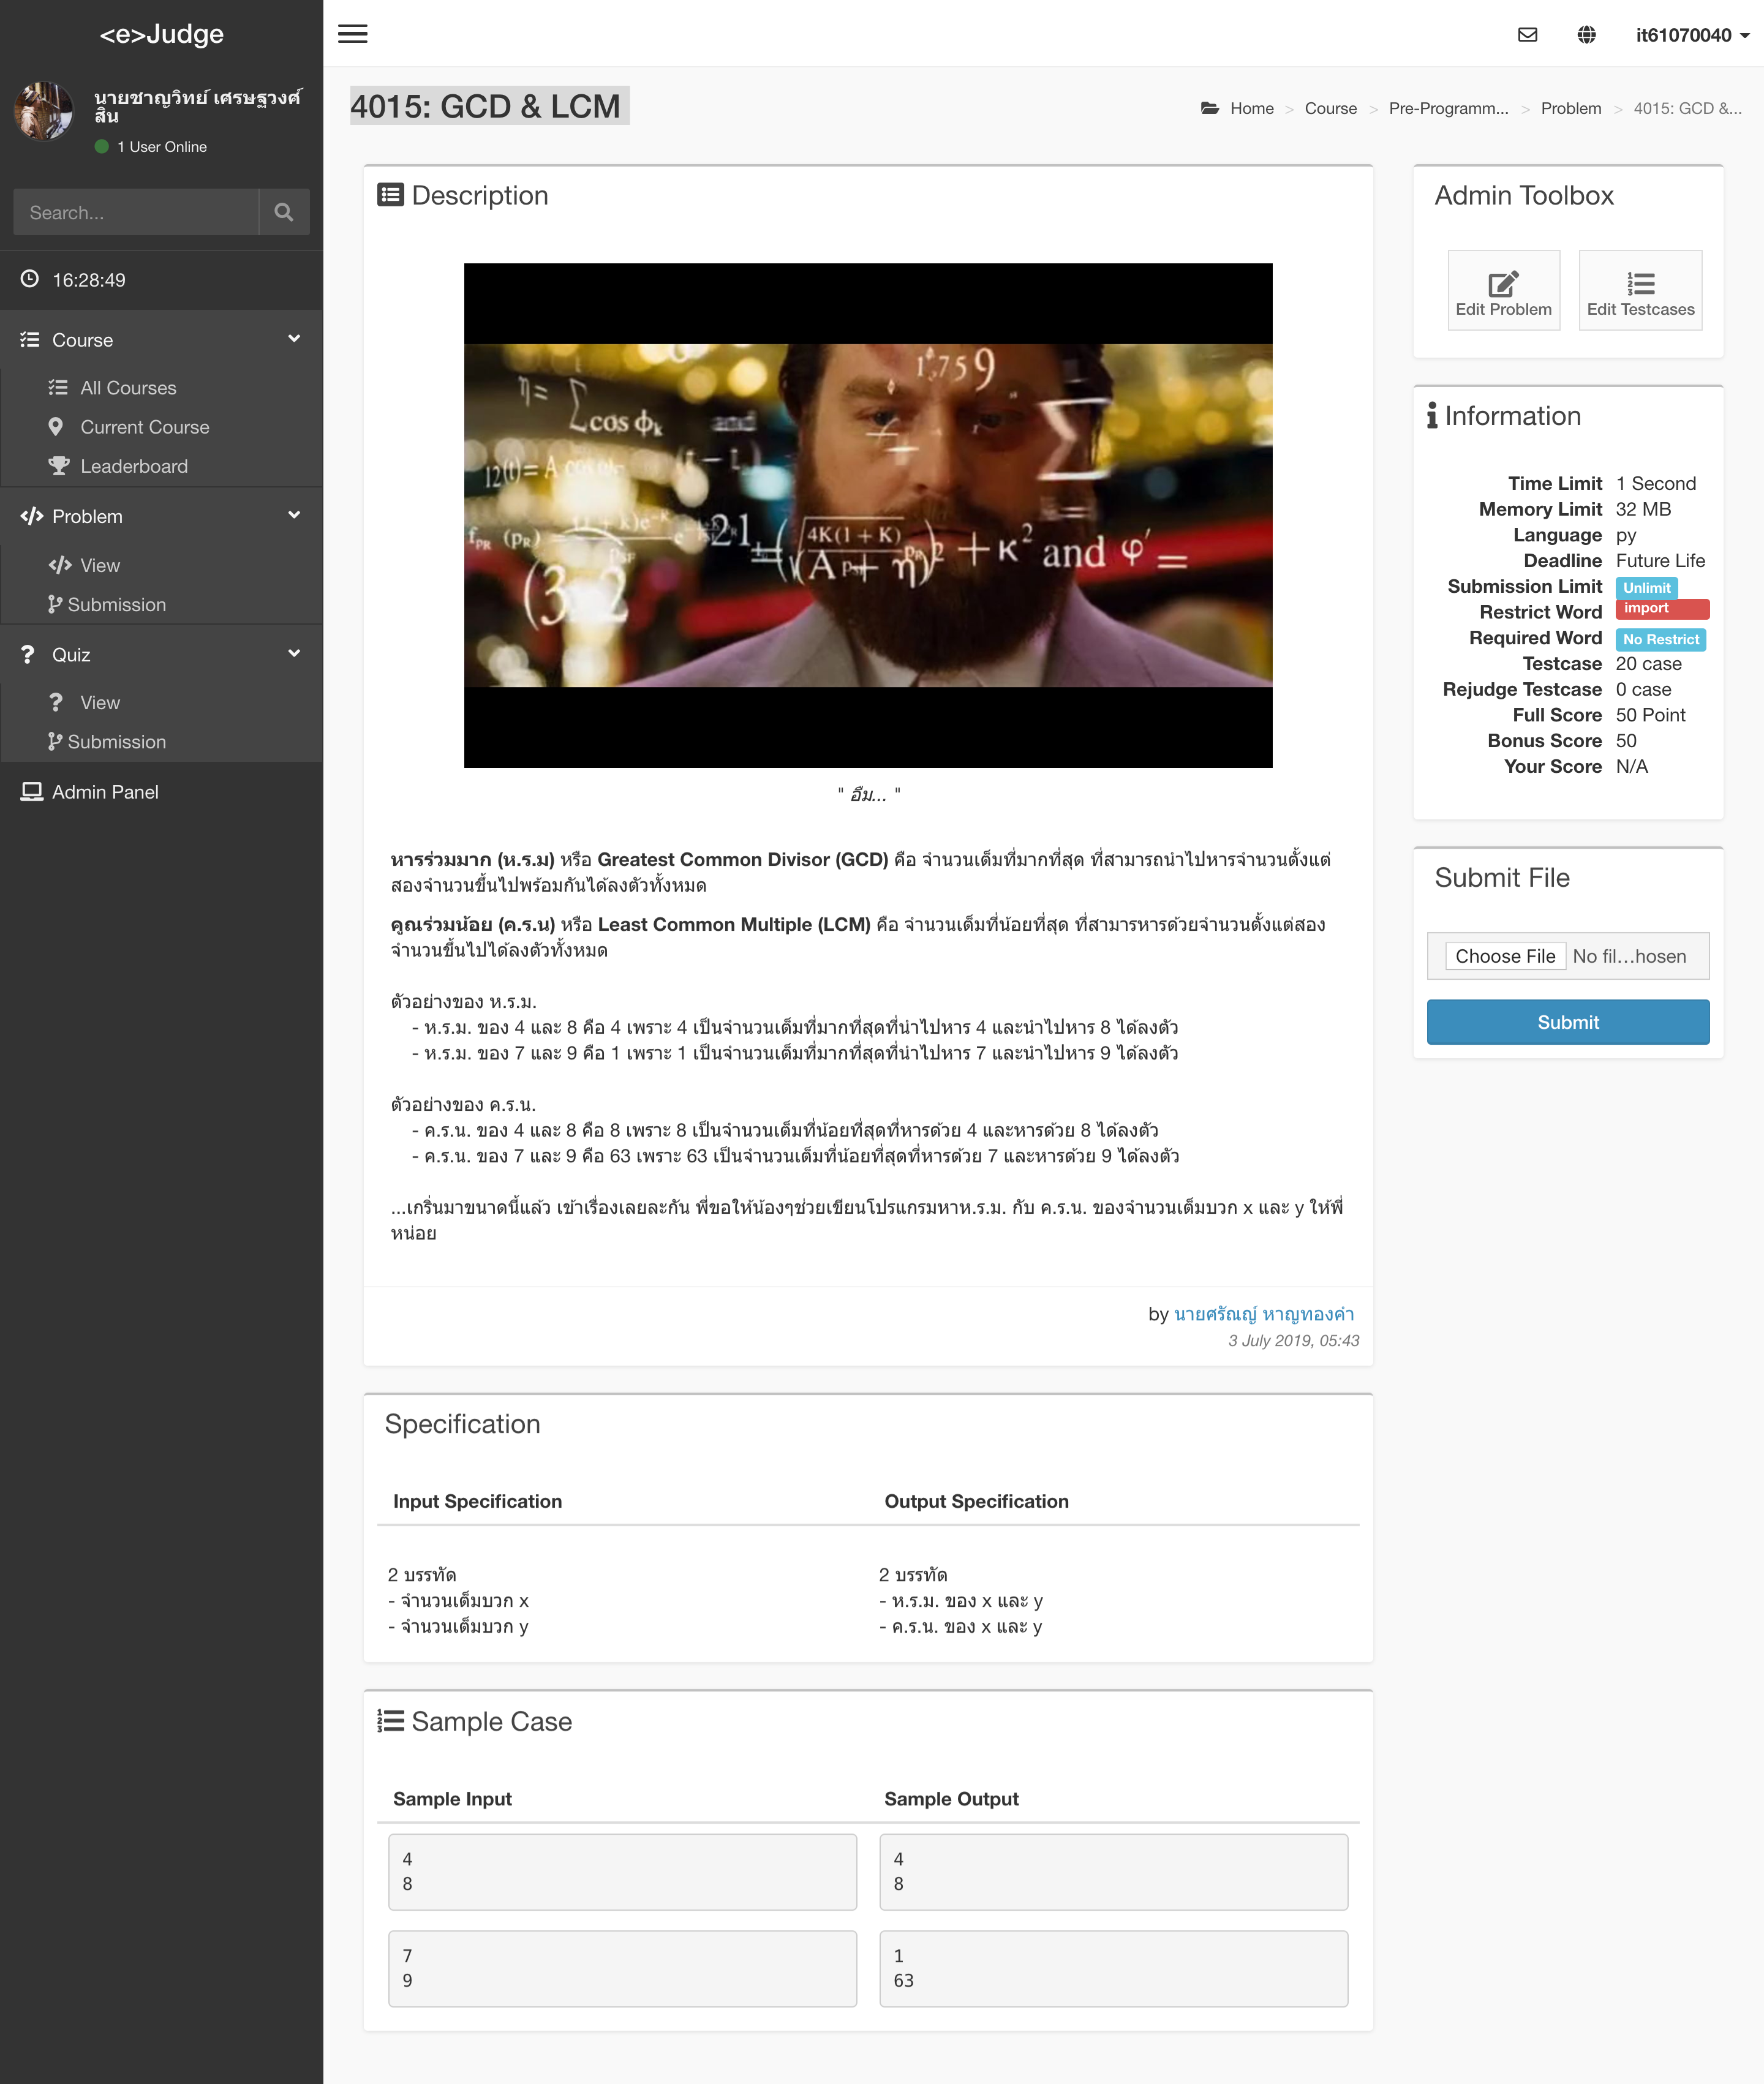 <e>Judge
it61070040
นายชาญวิทย์ เศรษฐวงศ์
สิน
1 User Online
Search...
16:28:49
Course
All Courses
Current Course
Leaderboard
Problem
View
Submission
Quiz
View
Submission
Admin Panel
4015: GCD & LCM
Home > Course > Pre-Programm... > Problem > 4015: GCD &...
Description
1,759
η= ∑cos ϕk and
4K(1 + K)
+ κ² and φ′ =
" อืม... "
หารร่วมมาก (ห.ร.ม) หรือ Greatest Common Divisor (GCD) คือ จำนวนเต็มที่มากที่สุด ที่สามารถนำไปหารจำนวนตั้งแต่
สองจำนวนขึ้นไปพร้อมกันได้ลงตัวทั้งหมด
คูณร่วมน้อย (ค.ร.น) หรือ Least Common Multiple (LCM) คือ จำนวนเต็มที่น้อยที่สุด ที่สามารหารด้วยจำนวนตั้งแต่สอง
จำนวนขึ้นไปได้ลงตัวทั้งหมด
ตัวอย่างของ ห.ร.ม.
- ห.ร.ม. ของ 4 และ 8 คือ 4 เพราะ 4 เป็นจำนวนเต็มที่มากที่สุดที่นำไปหาร 4 และนำไปหาร 8 ได้ลงตัว
- ห.ร.ม. ของ 7 และ 9 คือ 1 เพราะ 1 เป็นจำนวนเต็มที่มากที่สุดที่นำไปหาร 7 และนำไปหาร 9 ได้ลงตัว
ตัวอย่างของ ค.ร.น.
- ค.ร.น. ของ 4 และ 8 คือ 8 เพราะ 8 เป็นจำนวนเต็มที่น้อยที่สุดที่หารด้วย 4 และหารด้วย 8 ได้ลงตัว
- ค.ร.น. ของ 7 และ 9 คือ 63 เพราะ 63 เป็นจำนวนเต็มที่น้อยที่สุดที่หารด้วย 7 และหารด้วย 9 ได้ลงตัว
...เกริ่นมาขนาดนี้แล้ว เข้าเรื่องเลยละกัน พี่ขอให้น้องๆช่วยเขียนโปรแกรมหาห.ร.ม. กับ ค.ร.น. ของจำนวนเต็มบวก x และ y ให้พี่
หน่อย
by นายศรัณญ์ หาญทองคำ
3 July 2019, 05:43
Specification
Input Specification
Output Specification
2 บรรทัด
- จำนวนเต็มบวก x
- จำนวนเต็มบวก y
2 บรรทัด
- ห.ร.ม. ของ x และ y
- ค.ร.น. ของ x และ y
Sample Case
Sample Input
Sample Output
4
8
4
8
7
9
1
63
Admin Toolbox
Edit Problem
Edit Testcases
Information
Time Limit 1 Second
Memory Limit 32 MB
Language py
Deadline Future Life
Submission Limit Unlimit
Restrict Word import
Required Word No Restrict
Testcase 20 case
Rejudge Testcase 0 case
Full Score 50 Point
Bonus Score 50
Your Score N/A
Submit File
Choose File No fil...hosen
Submit